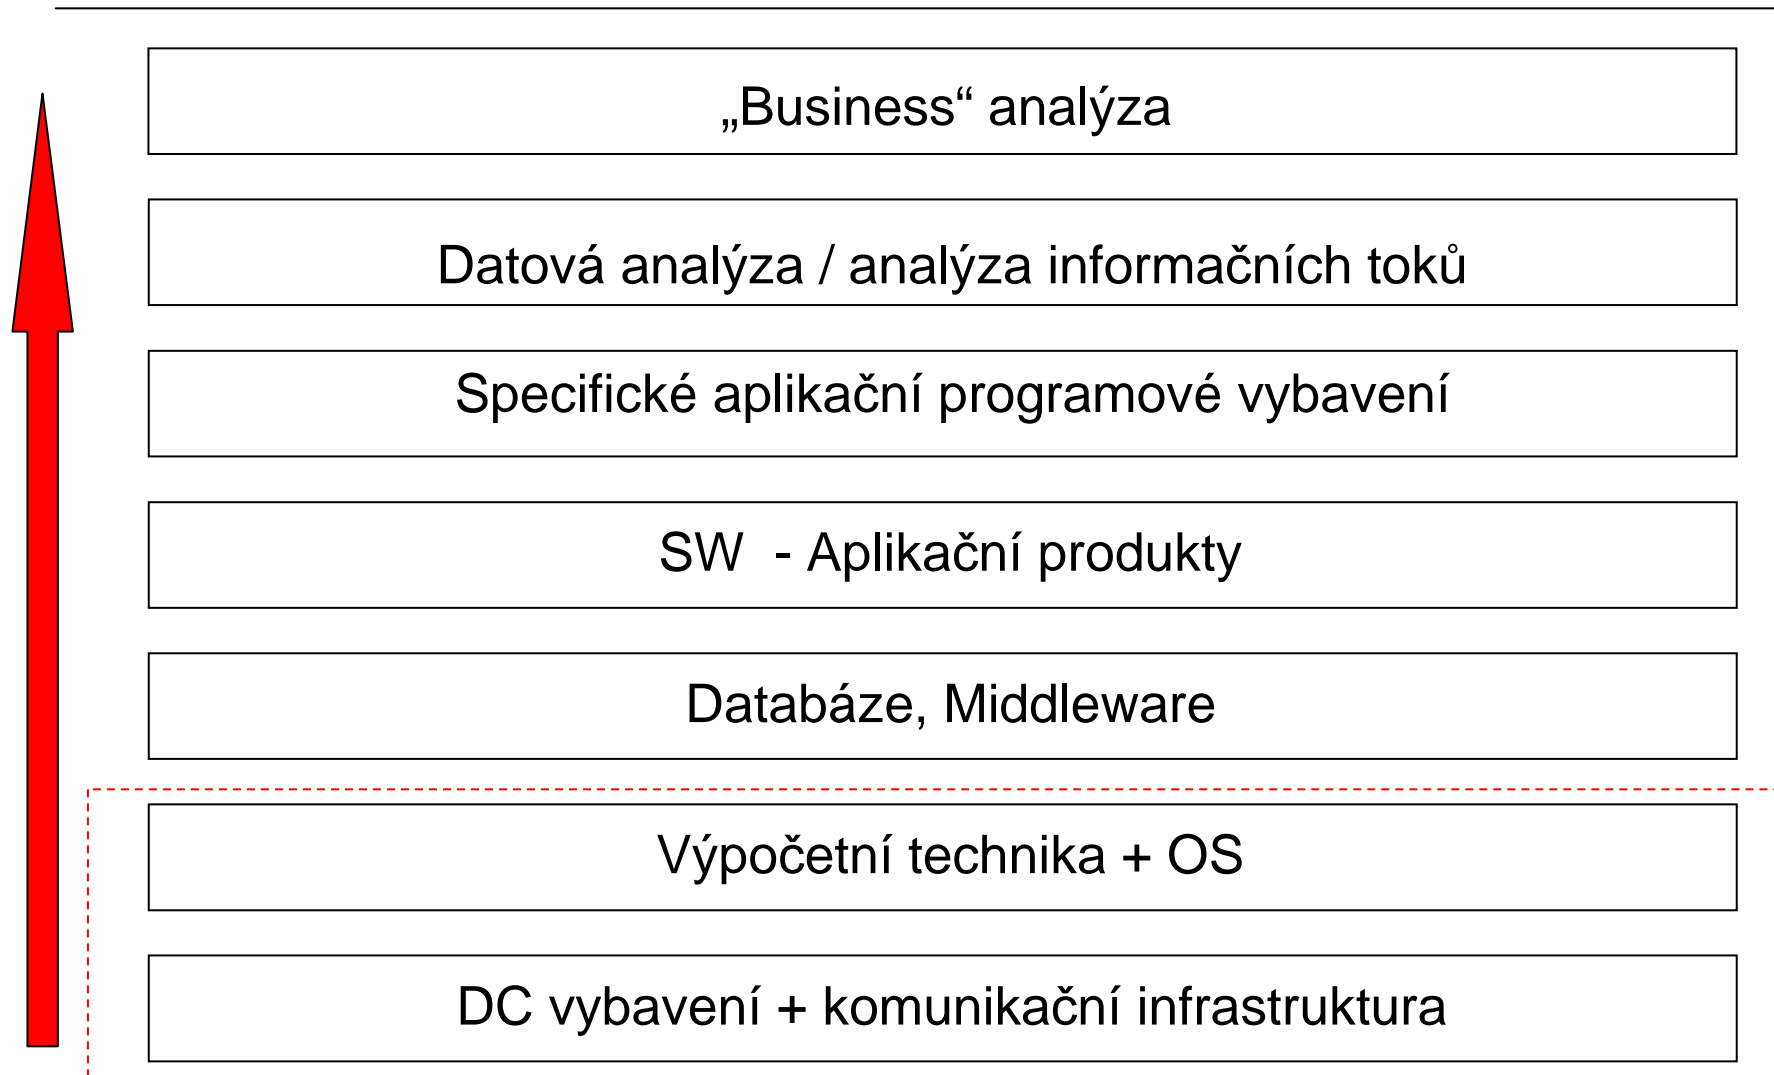 „Business“ analýza
Datová analýza / analýza informačních toků
Specifické aplikační programové vybavení
SW  - Aplikační produkty
Databáze, Middleware
Výpočetní technika + OS
DC vybavení + komunikační infrastruktura